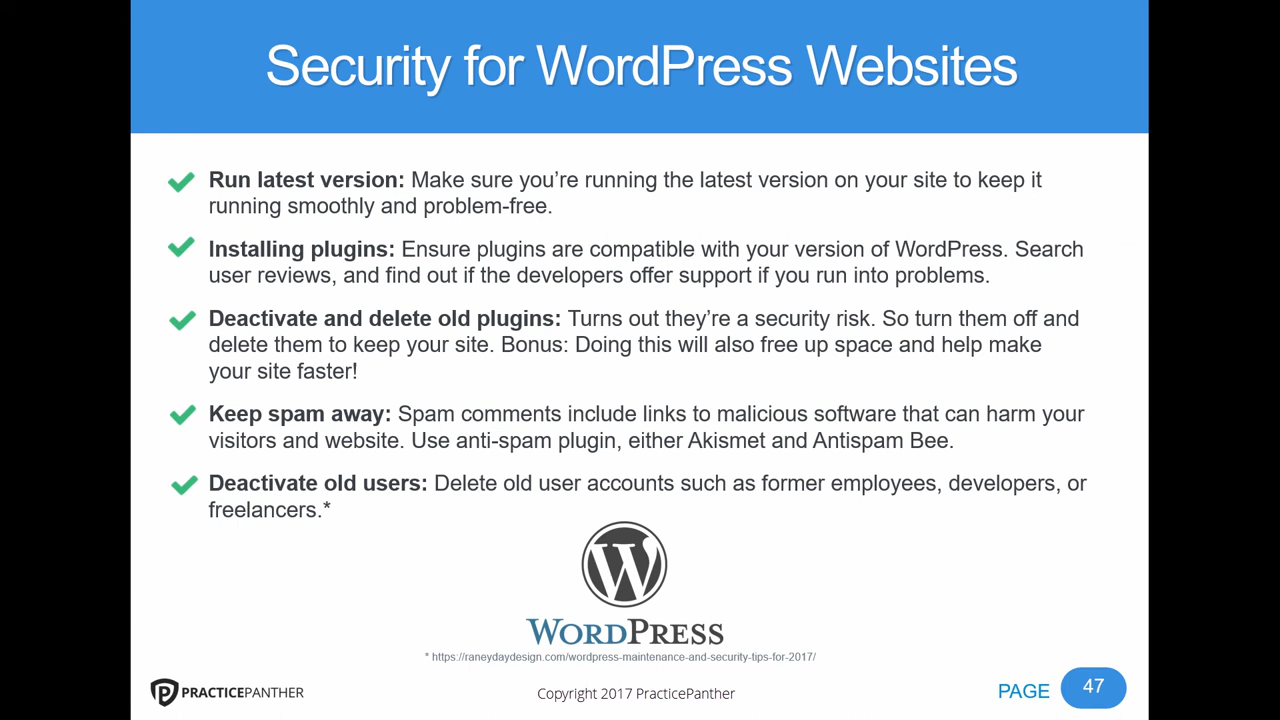 Security for WordPress Websites
Run latest version: Make sure you’re running the latest version on your site to keep it
running smoothly and problem-free.
Installing plugins: Ensure plugins are compatible with your version of WordPress. Search
user reviews, and find out if the developers offer support if you run into problems.
Deactivate and delete old plugins: Turns out they’re a security risk. So turn them off and
delete them to keep your site. Bonus: Doing this will also free up space and help make
your site faster!
Keep spam away: Spam comments include links to malicious software that can harm your
visitors and website. Use anti-spam plugin, either Akismet and Antispam Bee.
Deactivate old users: Delete old user accounts such as former employees, developers, or
freelancers.*
W
WORDPRESS
* https://raneydaydesign.com/wordpress-maintenance-and-security-tips-for-2017/
PRACTICEPANTHER
Copyright 2017 PracticePanther
PAGE 47